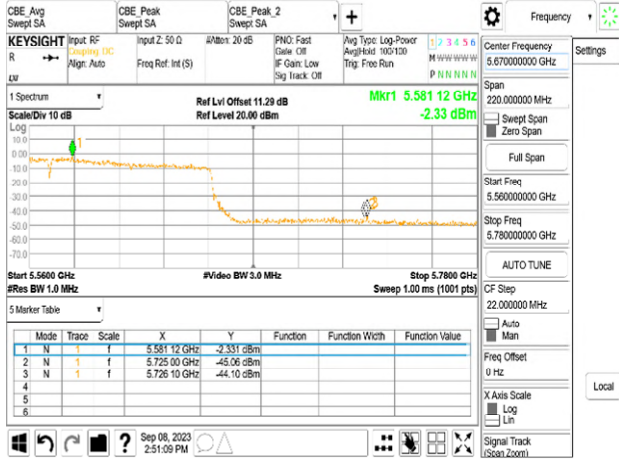 CBE_Avg
Swept SA
CBE_Peak
Swept SA
CBE_Peak_2
Swept SA
Frequency
Settings
KEYSIGHT
R
Input: RF
Coupling: DC
Align: Auto
Input Z: 50 Ω
Freq Ref: Int (S)
#Atten: 20 dB
PNO: Fast
Gate: Off
IF Gain: Low
Sig Track: Off
Avg Type: Log-Power
Avg|Hold: 100/100
Trig: Free Run
1 2 3 4 5 6
M W W W W W
P N N N N N
1 Spectrum
Scale/Div 10 dB
Log
Ref Lvl Offset 11.29 dB
Ref Level 20.00 dBm
Mkr1 5.581 12 GHz
-2.33 dBm
10.0
0.00
-10.0
-20.0
-30.0
-40.0
-50.0
-60.0
-70.0
Start 5.5600 GHz
#Res BW 1.0 MHz
#Video BW 3.0 MHz
Stop 5.7800 GHz
Sweep 1.00 ms (1001 pts)
5 Marker Table
Mode Trace Scale X Y Function Function Width Function Value
1 N 1 f 5.581 12 GHz -2.331 dBm
2 N 1 f 5.725 00 GHz -45.06 dBm
3 N 1 f 5.726 10 GHz -44.10 dBm
4
5
6
Sep 08, 2023
2:51:09 PM
Center Frequency
5.670000000 GHz
Span
220.000000 MHz
Swept Span
Zero Span
Full Span
Start Freq
5.560000000 GHz
Stop Freq
5.780000000 GHz
AUTO TUNE
CF Step
22.000000 MHz
Auto
Man
Freq Offset
0 Hz
X Axis Scale
Log
Lin
Signal Track
(Span Zoom)
Local